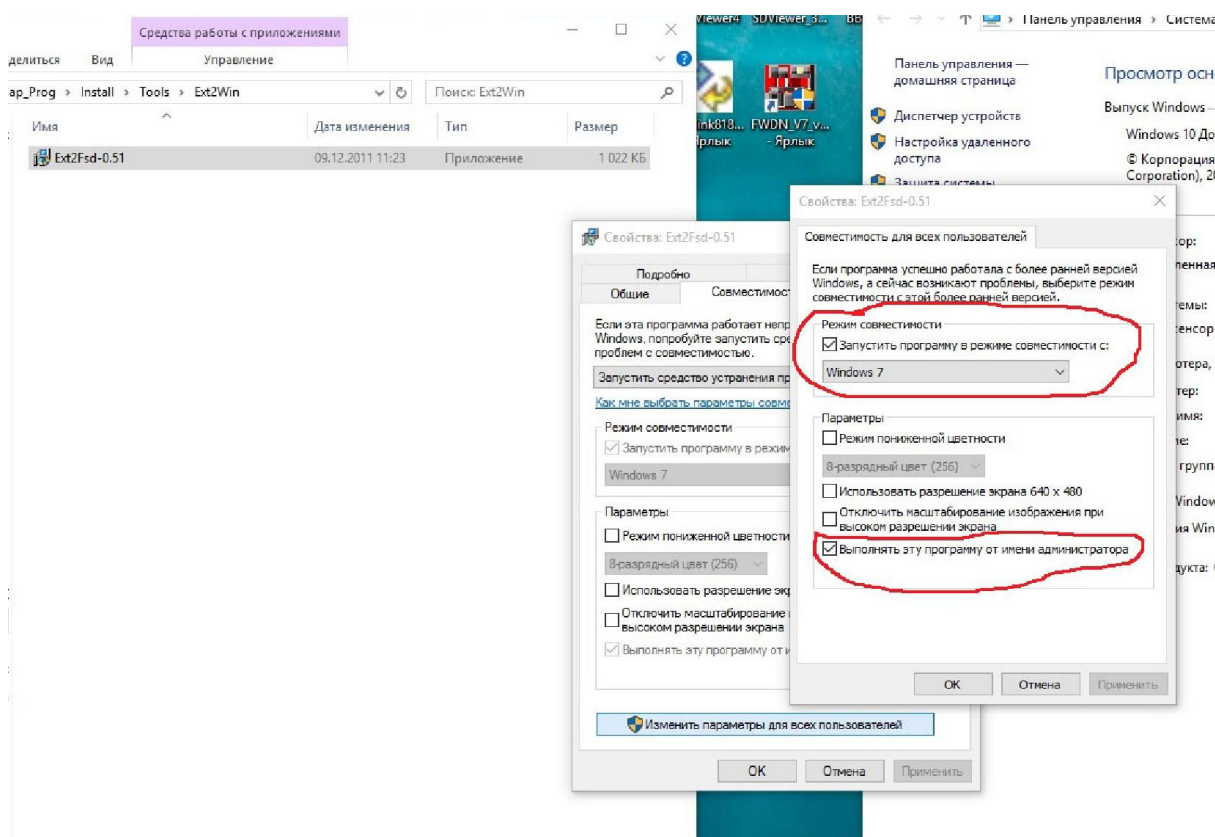 Средства работы с приложениями
делиться Вид Управление
ap_Prog > Install > Tools > Ext2Win
Поиск: Ext2Win
Имя Дата изменения Тип Размер
Ext2Fsd-0.51 09.12.2011 11:23 Приложение 1 022 КБ
SDViewer_3...
FWDN_V7_v...
- Ярлык
Панель управления > Система
Панель управления —
домашняя страница
Диспетчер устройств
Настройка удаленного
доступа
Защита системы
Просмотр осн
Выпуск Windows
Windows 10 До
© Корпорация
Corporation), 20
Свойства: Ext2Fsd-0.51
Подробно
Общие
Совместимос
Если эта программа работает непр
Windows, попробуйте запустить сре
проблем с совместимостью.
Запустить средство устранения пр
Как мне выбрать параметры совме
Режим совместимости
Запустить программу в режим
Windows 7
Параметры
Режим пониженной цветности
8-разрядный цвет (256)
Использовать разрешение экр
Отключить масштабирование
высоком разрешении экрана
Выполнять эту программу от и
Изменить параметры для всех пользователей
ОК Отмена Применить
Свойства: Ext2Fsd-0.51
Совместимость для всех пользователей
Если программа успешно работала с более ранней версией
Windows, а сейчас возникают проблемы, выберите режим
совместимости с этой более ранней версией.
Режим совместимости
Запустить программу в режиме совместимости с:
Windows 7
Параметры
Режим пониженной цветности
8-разрядный цвет (256)
Использовать разрешение экрана 640 x 480
Отключить масштабирование изображения при
высоком разрешении экрана
Выполнять эту программу от имени администратора
ОК Отмена Применить
ор:
ленная
темы:
енсор
ютера,
тер:
имя:
ие:
групп
Window
ия Win
дукта: